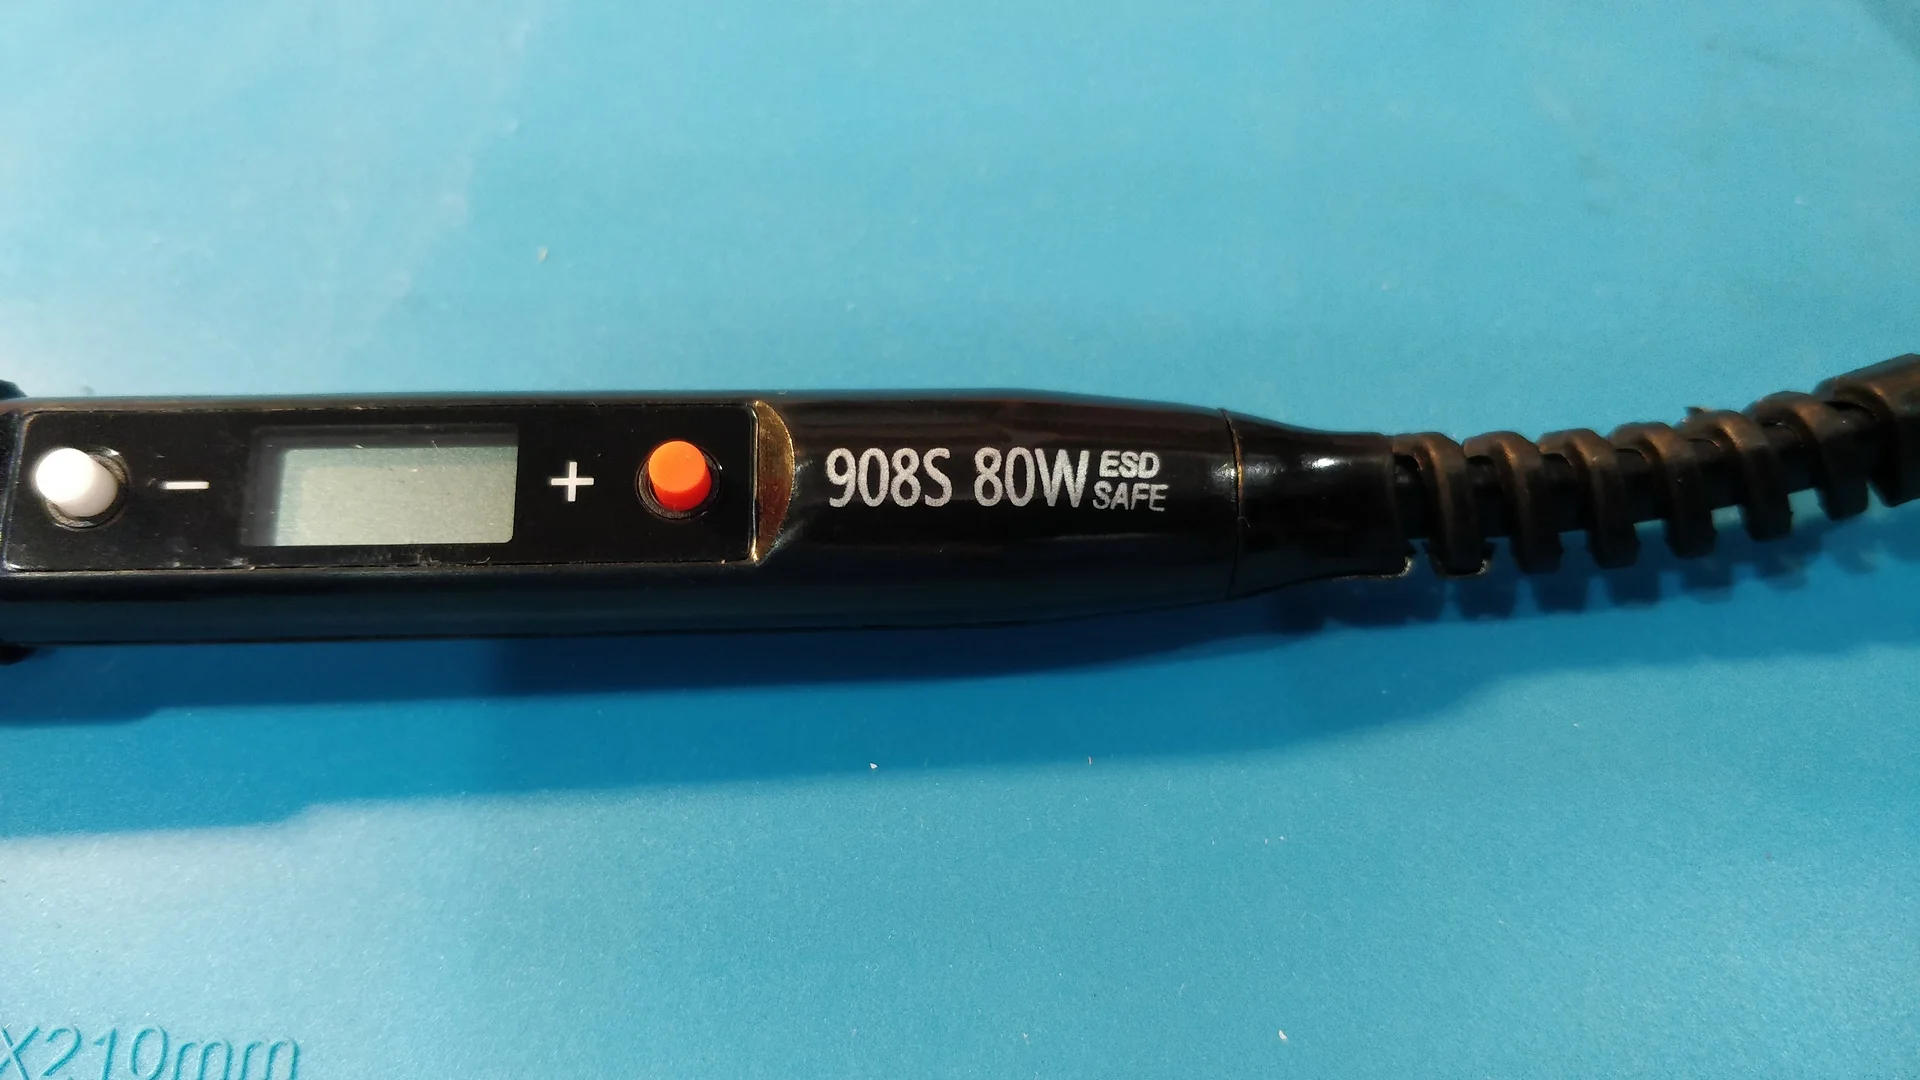 − + 908S 80W ESD SAFE
X210mm